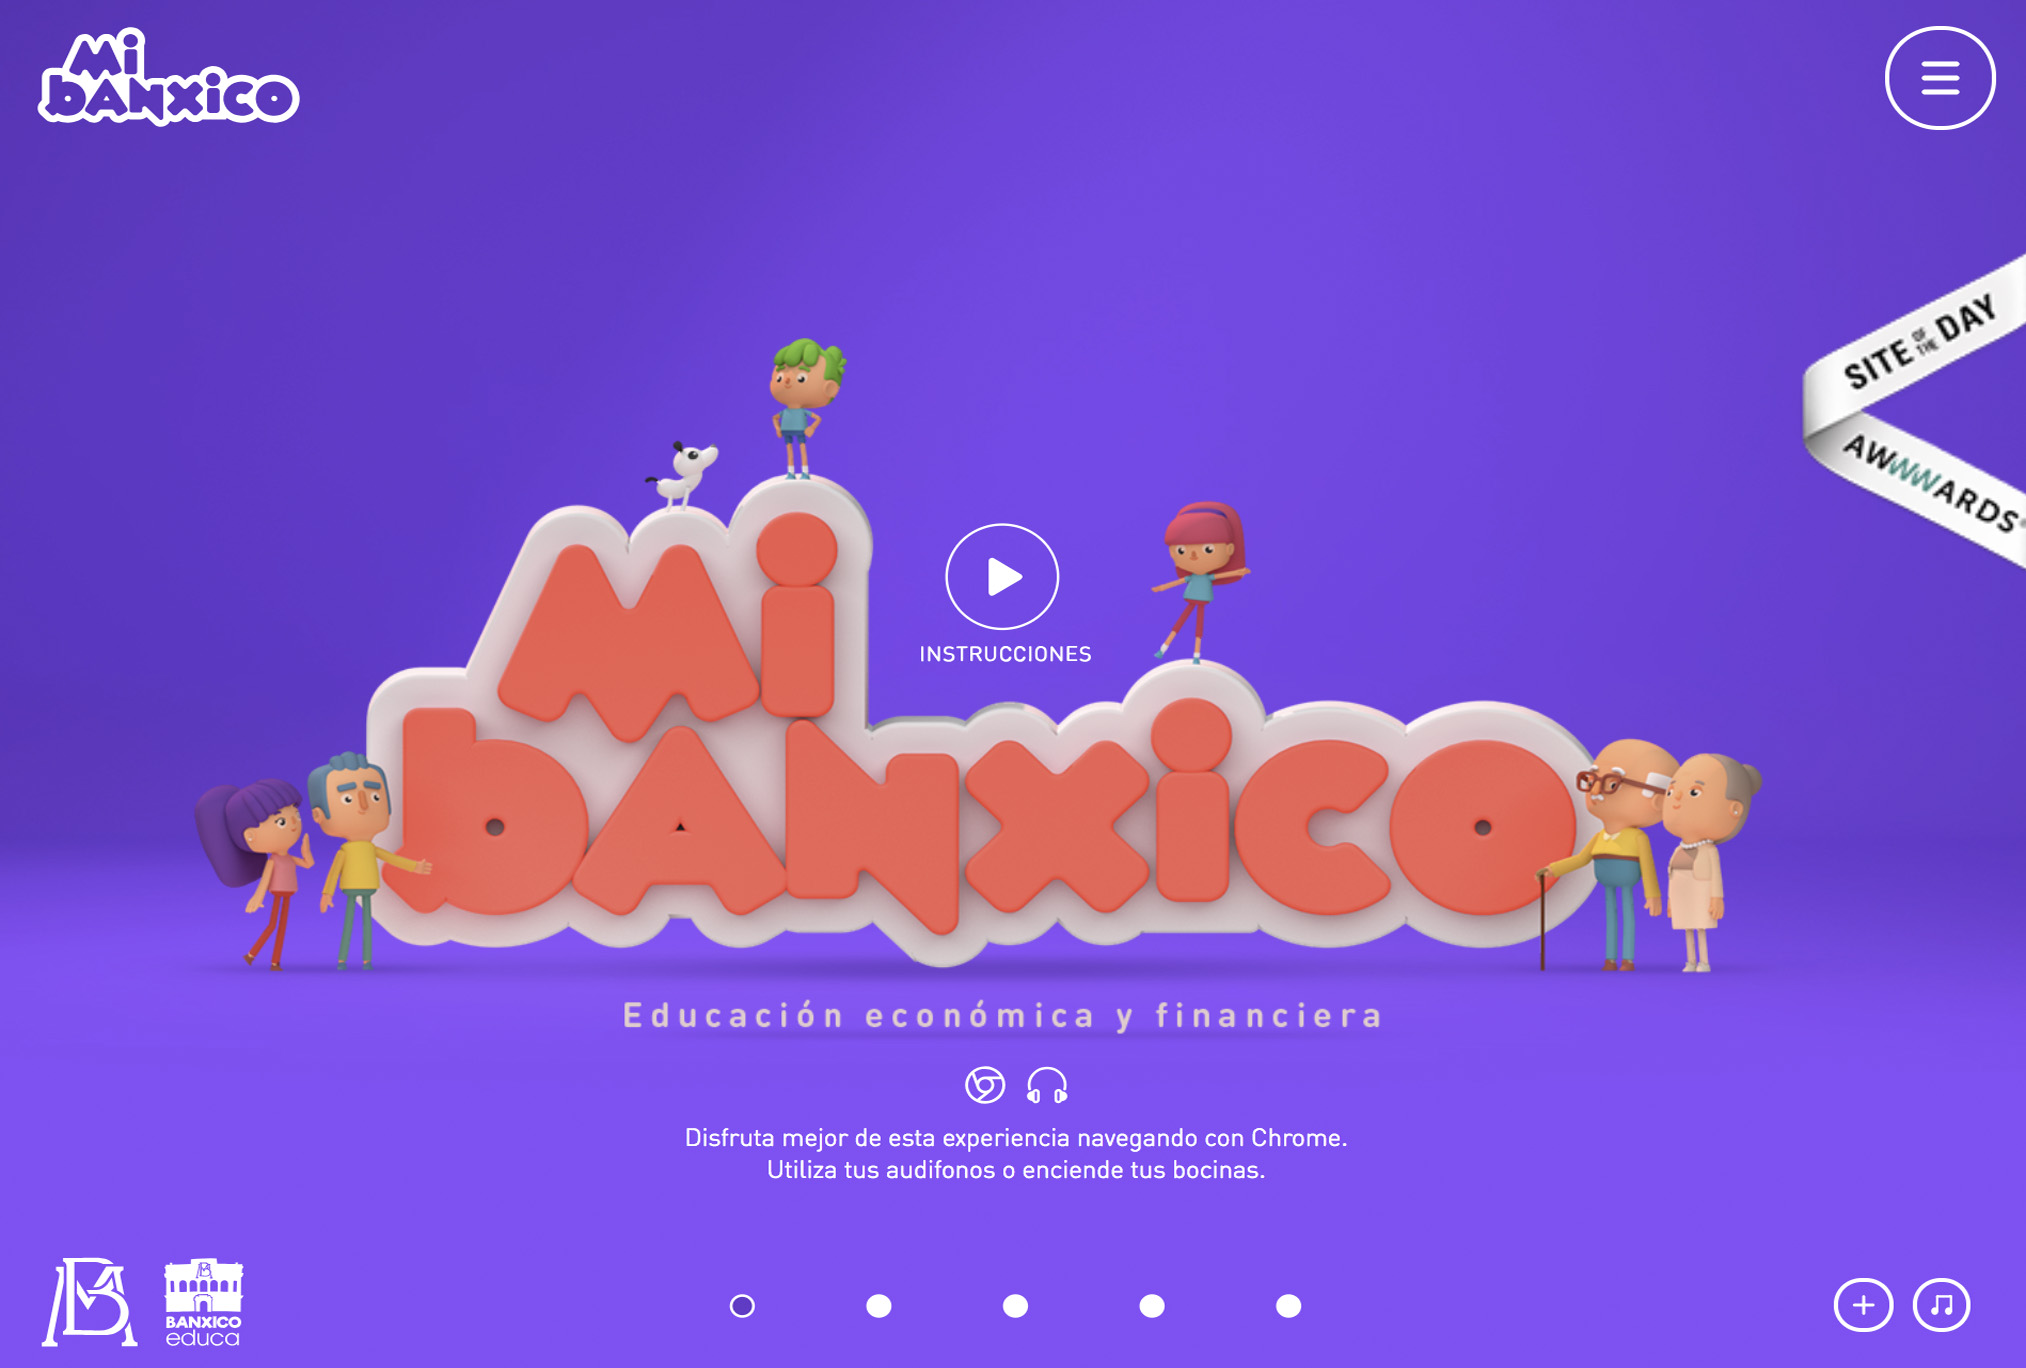 Mi
bANxico
SITE OF THE DAY
AWWWARDS
INSTRUCCIONES
Mi
bANxico
Educación económica y financiera
Disfruta mejor de esta experiencia navegando con Chrome.
Utiliza tus audifonos o enciende tus bocinas.
BM
BANXICO
educa